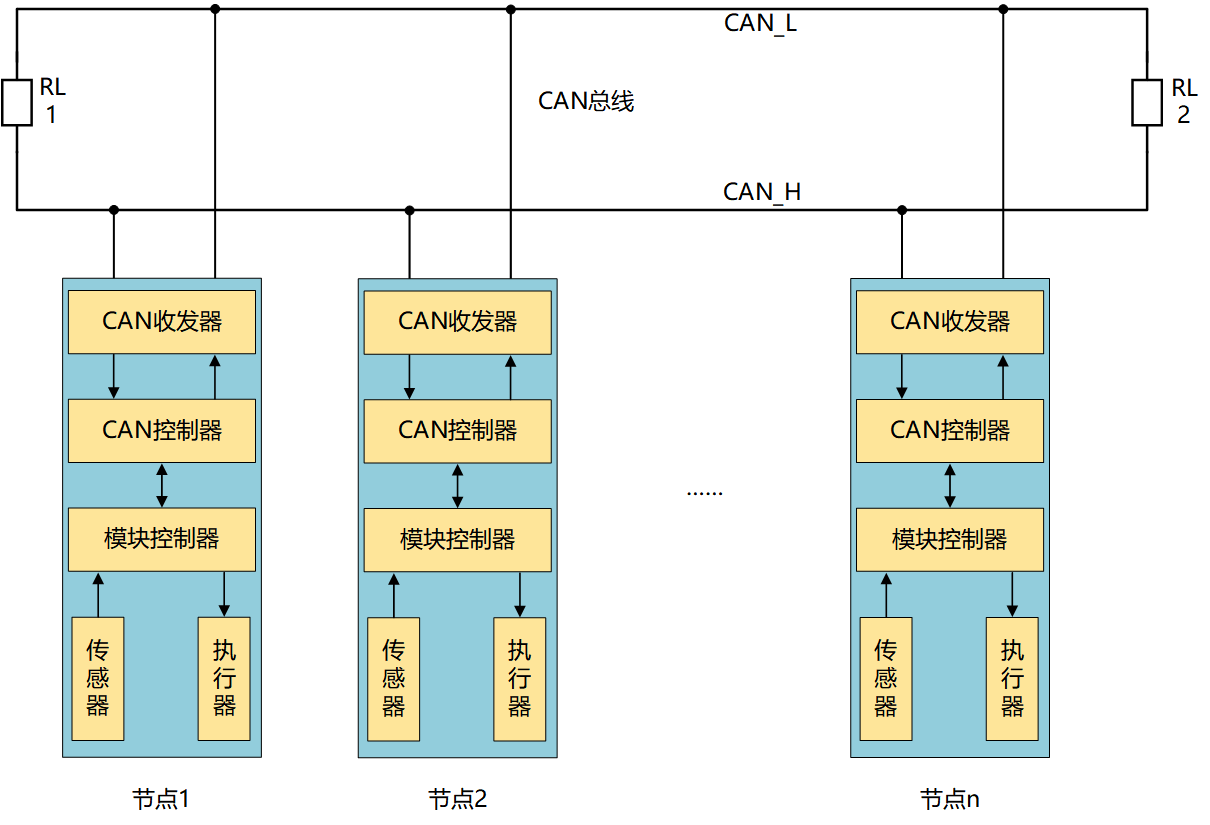 CAN_L
RL
1
CAN总线
RL
2
CAN_H
CAN收发器
CAN收发器
CAN收发器
CAN控制器
CAN控制器
CAN控制器
......
模块控制器
模块控制器
模块控制器
传感器
执行器
传感器
执行器
传感器
执行器
节点1
节点2
节点n